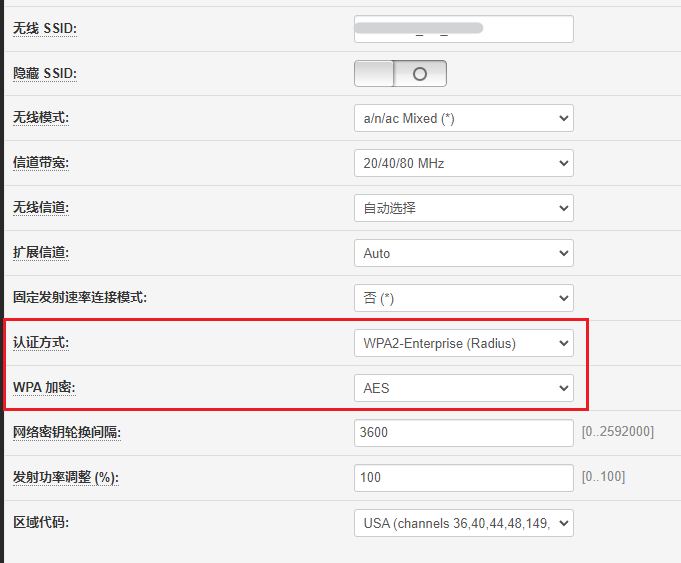 无线 SSID:
隐藏 SSID:
无线模式: a/n/ac Mixed (*)
信道带宽: 20/40/80 MHz
无线信道: 自动选择
扩展信道: Auto
固定发射速率连接模式: 否 (*)
认证方式: WPA2-Enterprise (Radius)
WPA 加密: AES
网络密钥轮换间隔: 3600 [0..2592000]
发射功率调整 (%): 100 [0..100]
区域代码: USA (channels 36,40,44,48,149,